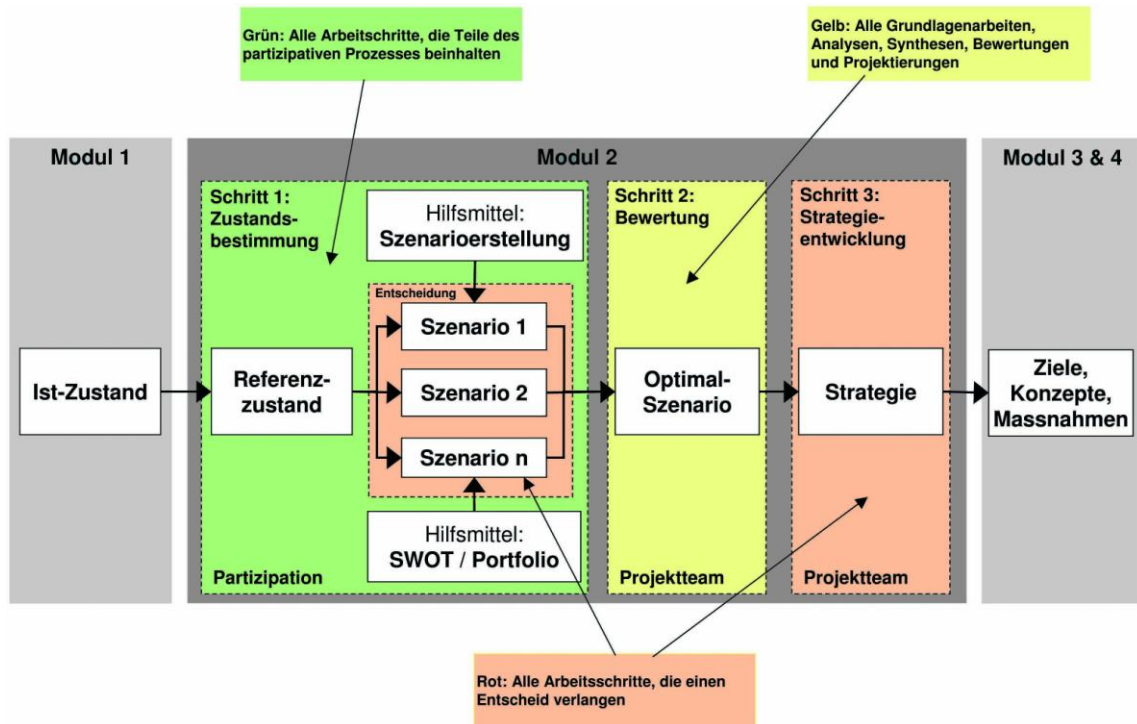 Grün: Alle Arbeitschritte, die Teile des
partizipativen Prozesses beinhalten
Gelb: Alle Grundlagenarbeiten,
Analysen, Synthesen, Bewertungen
und Projektierungen
Modul 1
Modul 2
Modul 3 & 4
Schritt 1:
Zustands-
bestimmung
Hilfsmittel:
Szenarioerstellung
Schritt 2:
Bewertung
Schritt 3:
Strategie-
entwicklung
Entscheidung
Szenario 1
Ist-Zustand
Referenz-
zustand
Szenario 2
Optimal-
Szenario
Strategie
Ziele,
Konzepte,
Massnahmen
Szenario n
Hilfsmittel:
SWOT / Portfolio
Partizipation
Projektteam
Projektteam
Rot: Alle Arbeitsschritte, die einen
Entscheid verlangen